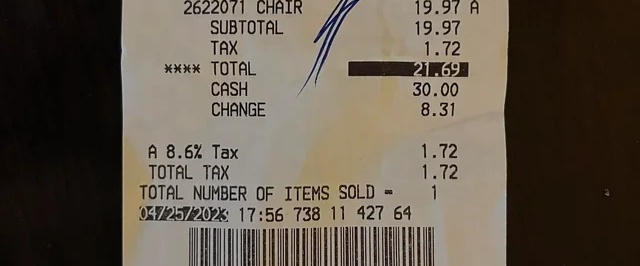 2622071 CHAIR 19.97 A
SUBTOTAL 19.97
TAX 1.72
**** TOTAL 21.69
CASH 30.00
CHANGE 8.31
A 8.6% Tax 1.72
TOTAL TAX 1.72
TOTAL NUMBER OF ITEMS SOLD = 1
04/25/2023 17:56 738 11 427 64